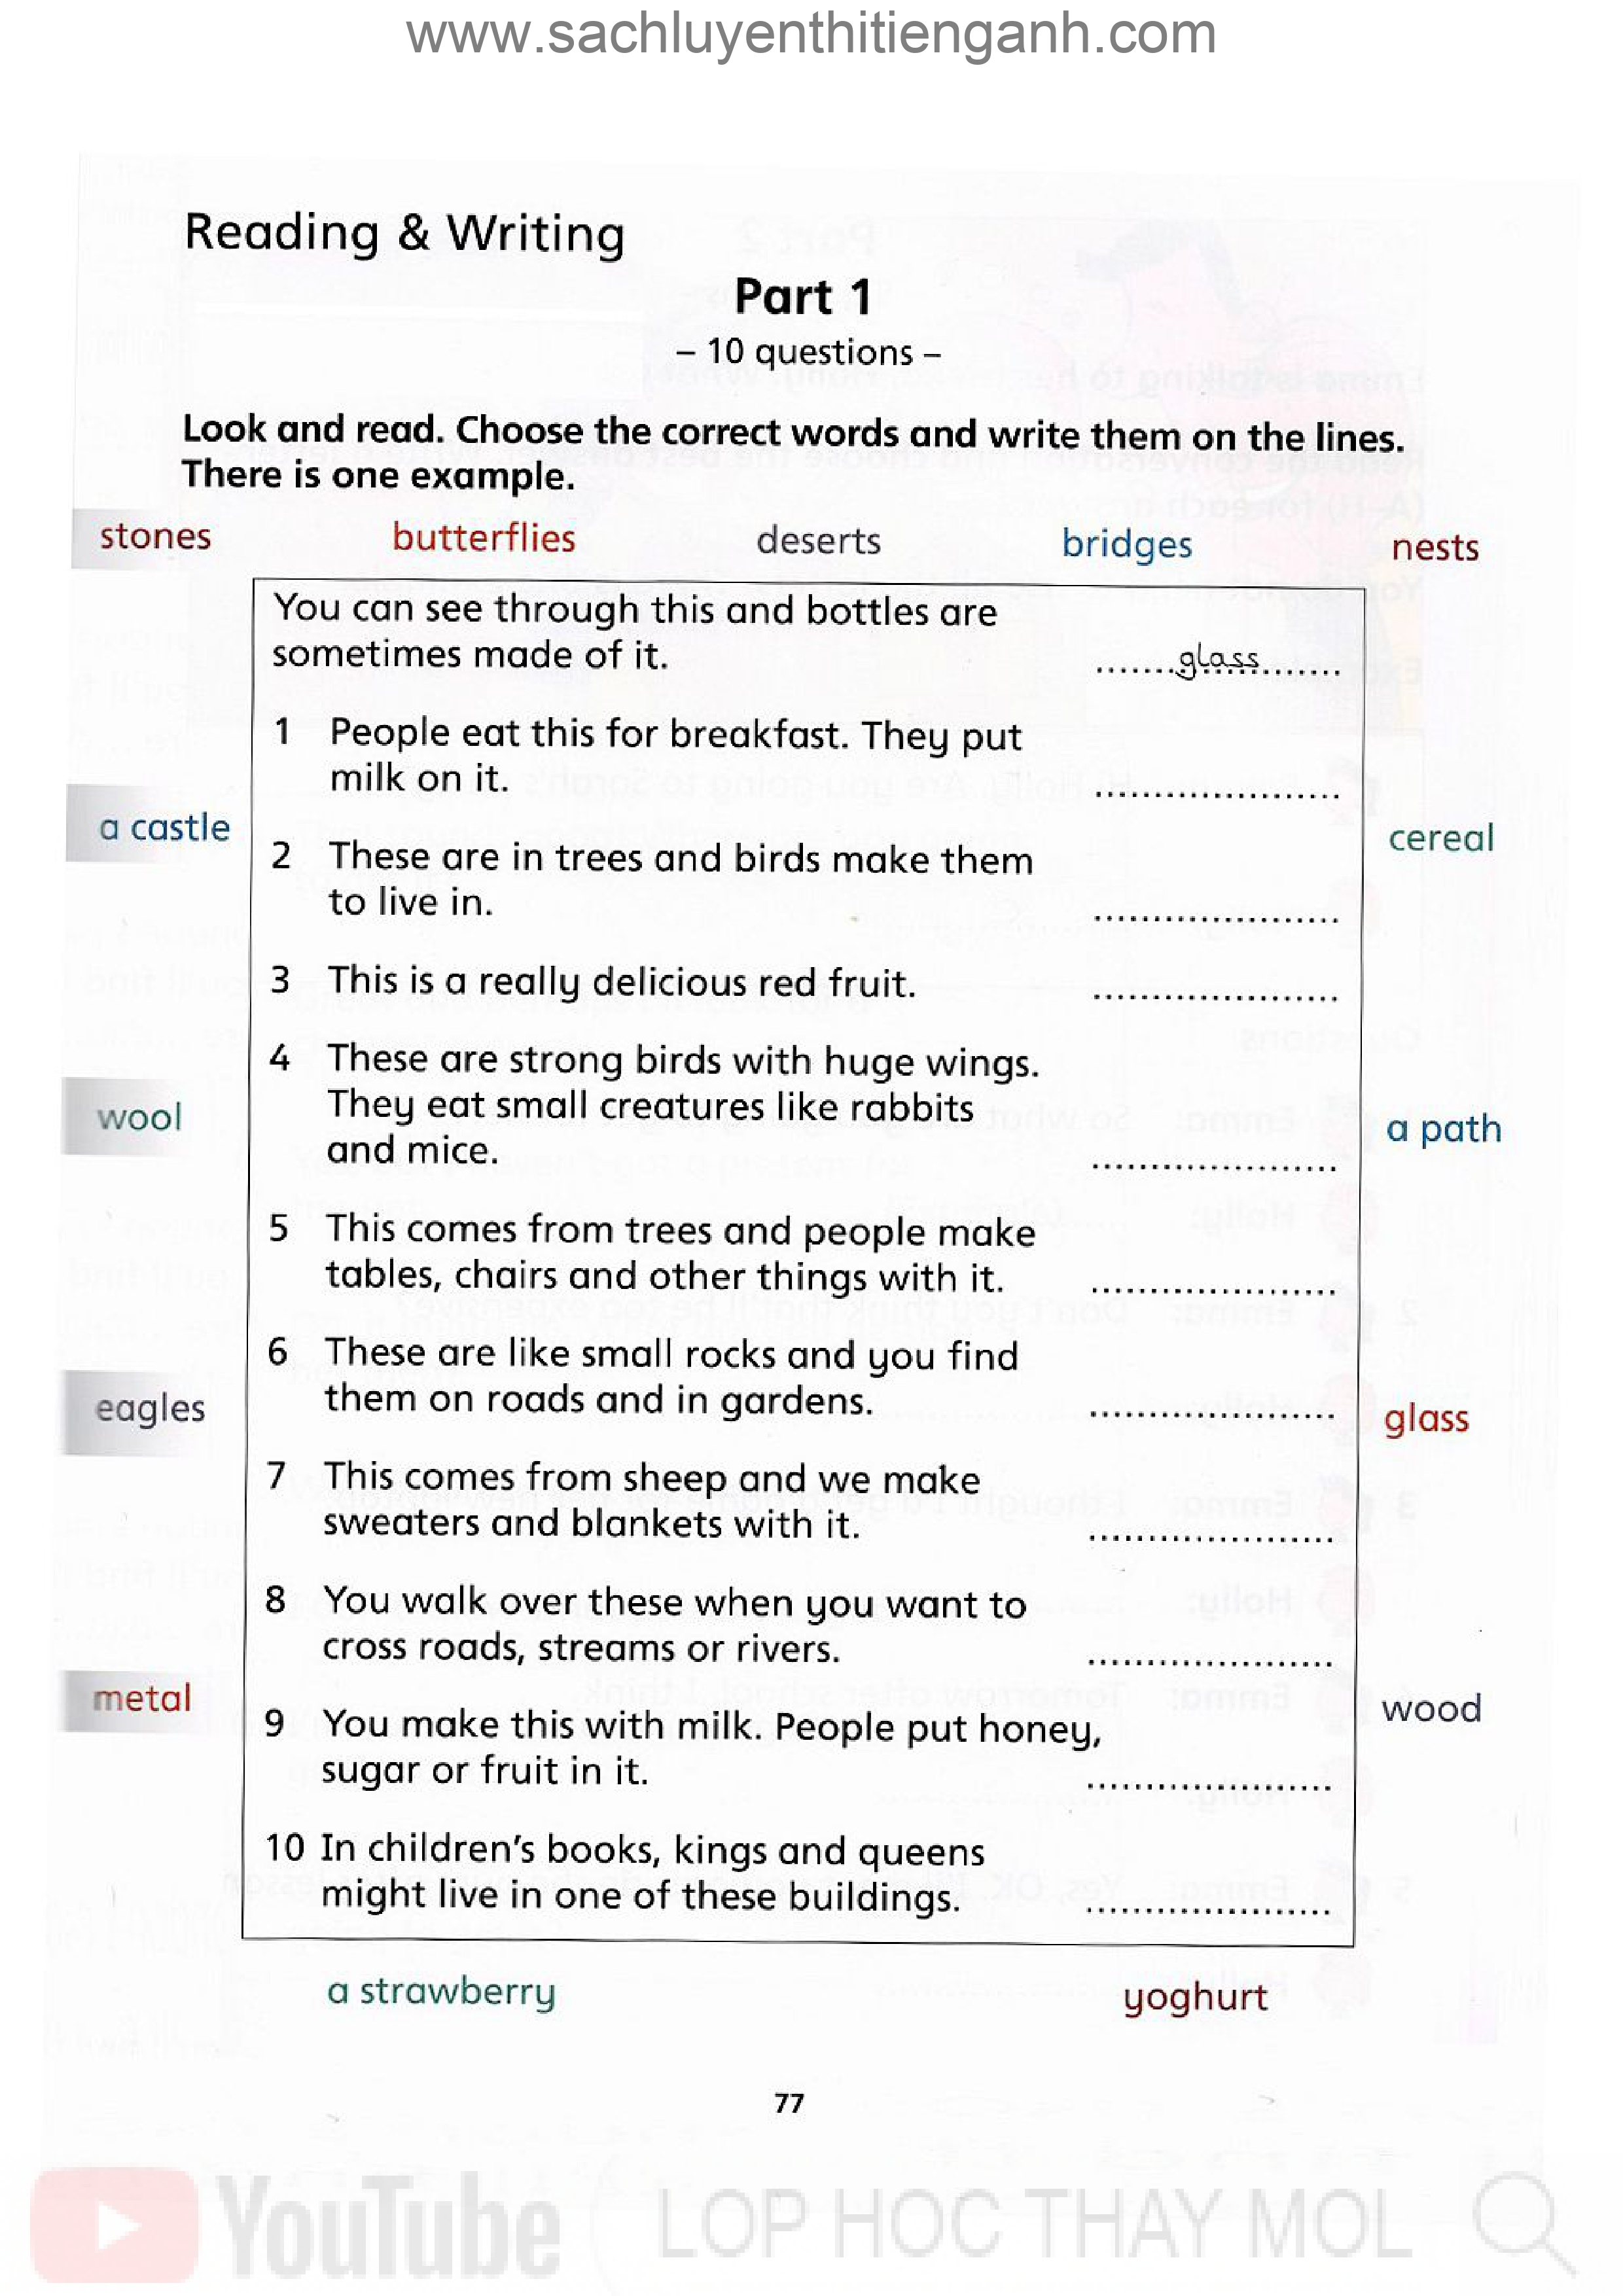 www.sachluyenthitienganh.com
Reading & Writing
Part 1
– 10 questions –
Look and read. Choose the correct words and write them on the lines.
There is one example.
stones butterflies deserts bridges nests
You can see through this and bottles are
sometimes made of it. .......glass.......
1 People eat this for breakfast. They put
milk on it. .....................
a castle
cereal
2 These are in trees and birds make them
to live in. .....................
3 This is a really delicious red fruit. .....................
4 These are strong birds with huge wings.
They eat small creatures like rabbits
and mice. .....................
wool
a path
5 This comes from trees and people make
tables, chairs and other things with it. .....................
6 These are like small rocks and you find
them on roads and in gardens. .....................
eagles
glass
7 This comes from sheep and we make
sweaters and blankets with it. .....................
8 You walk over these when you want to
cross roads, streams or rivers. .....................
metal
wood
9 You make this with milk. People put honey,
sugar or fruit in it. .....................
10 In children's books, kings and queens
might live in one of these buildings. .....................
a strawberry yoghurt
77
YouTube LOP HOC THAY MOL